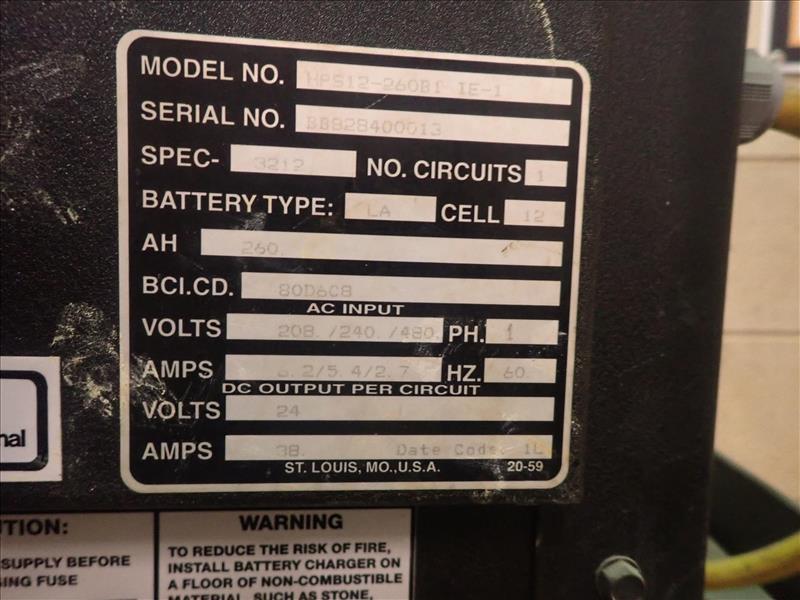 MODEL NO. HPS12-260B1 IE-1
SERIAL NO. BB828400013
SPEC- 3212 NO. CIRCUITS 1
BATTERY TYPE: LA CELL 12
AH 260.
BCI.CD. 80D6C8
AC INPUT
VOLTS 208. /240. /480. PH. 1
AMPS 6.2/5.4/2.7 HZ. 60.
DC OUTPUT PER CIRCUIT
VOLTS 24
AMPS 38. Date Code: 1L
ST. LOUIS, MO.,U.S.A. 20-59
nal
UTION:
SUPPLY BEFORE
ING FUSE
WARNING
TO REDUCE THE RISK OF FIRE,
INSTALL BATTERY CHARGER ON
A FLOOR OF NON-COMBUSTIBLE
MATERIAL, SUCH AS STONE,